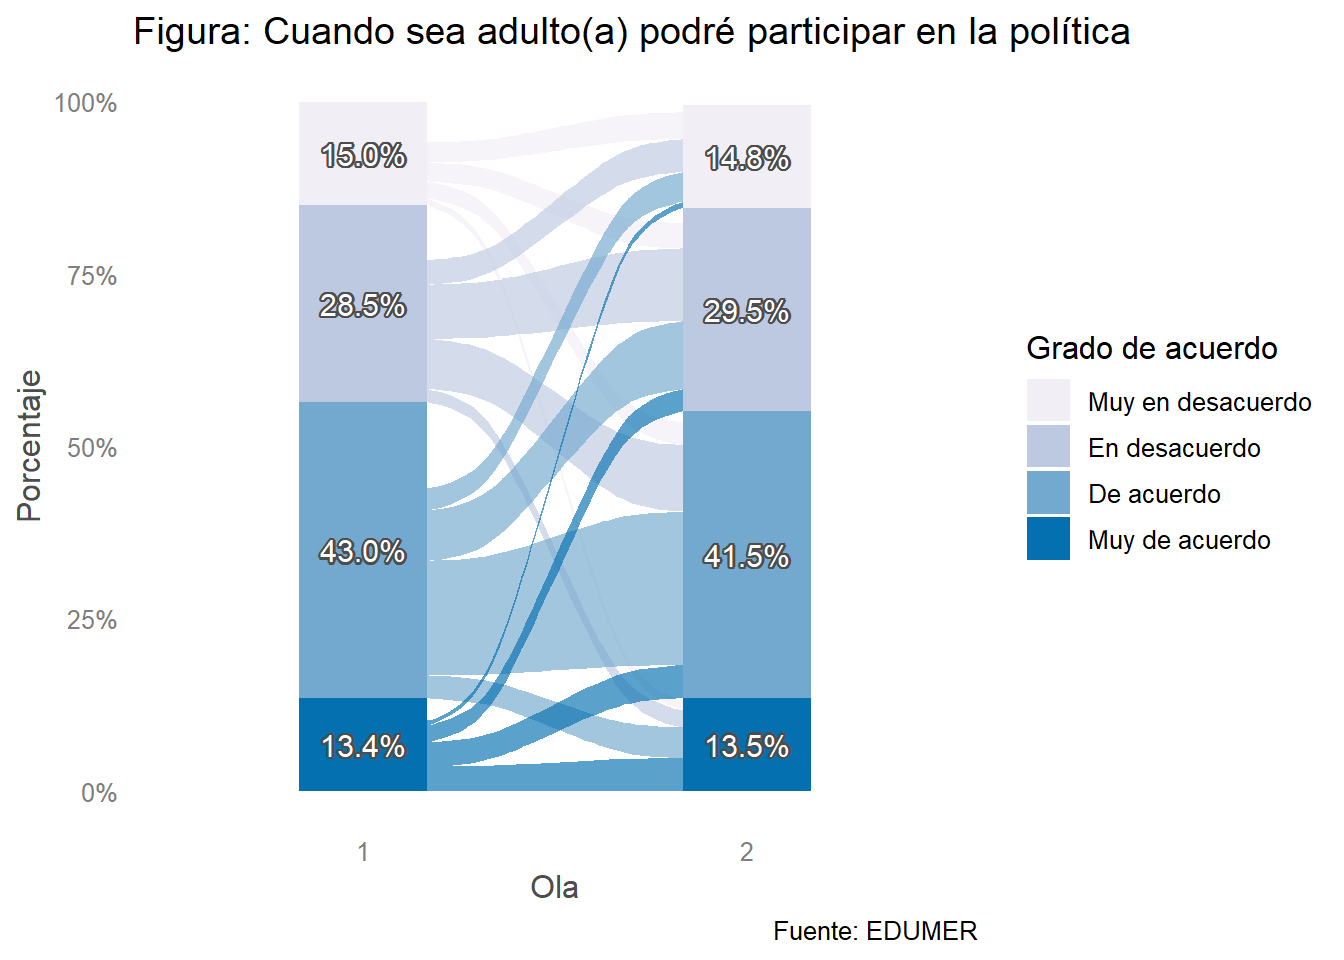 Figura: Cuando sea adulto(a) podré participar en la política
100%
75%
50%
25%
0%
Porcentaje
15.0%
28.5%
43.0%
13.4%
14.8%
29.5%
41.5%
13.5%
1
2
Ola
Grado de acuerdo
Muy en desacuerdo
En desacuerdo
De acuerdo
Muy de acuerdo
Fuente: EDUMER